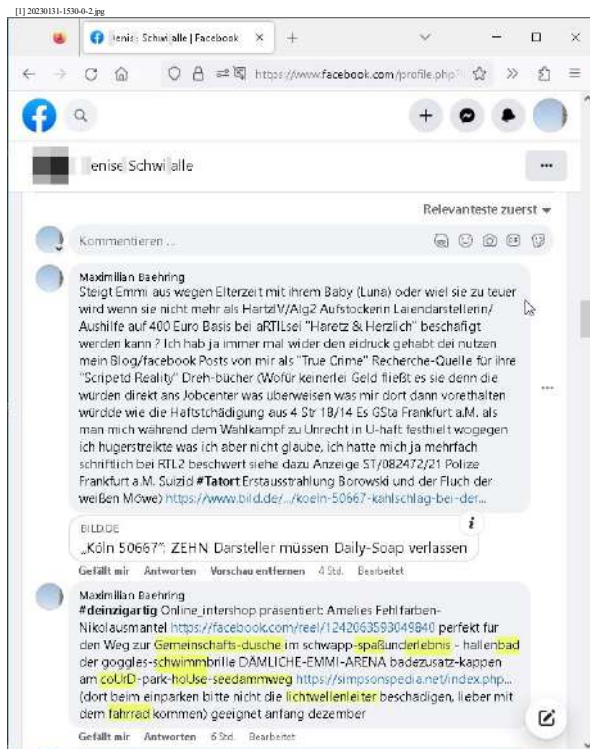 [1] 20230131-1530-0-2.jpg
enise Schwi alle | Facebook
https://www.facebook.com/profile.php?
enise Schwi alle
Relevanteste zuerst
Kommentieren ...
Maximilian Baehring
Steigt Emmi aus wegen Elterzeit mit ihrem Baby (Luna) oder wiel sie zu teuer
wird wenn sie nicht mehr als HartzIV/Alg2 Aufstockerin Laiendarstellerin/
Aushilfe auf 400 Euro Basis bei aRTILsei "Haretz & Herzlich" beschafigt
werden kann ? Ich hab ja immer mal wider den eidruck gehabt dei nutzen
mein Blog/facebook Posts von mir als "True Crime" Recherche-Quelle für ihre
"Scripetd Reality" Dreh-bücher (Wofür keinerlei Geld fließt es sie denn die
würden direkt ans Jobcenter was überweisen was mir dort dann vorethalten
würdde wie die Haftstchädigung aus 4 Str 18/14 Es GSta Frankfurt a.M. als
man mich während dem Wahlkampf zu Unrecht in U-haft festhielt wogegen
ich hugerstreikte was ich aber nicht glaube, ich hatte mich ja mehrfach
schriftlich bei RTL2 beschwert siehe dazu Anzeige ST/082472/21 Polize
Frankfurt a.M. Suizid #Tatort Erstausstrahlung Borowski und der Fluch der
weißen Möwe) https://www.bild.de/.../koeln-50667-kahlschlag-bei-der...
BILD.DE
„Köln 50667“: ZEHN Darsteller müssen Daily-Soap verlassen
Gefällt mir Antworten Vorschau entfernen 4 Std. Bearbeitet
Maximilian Baehring
#deinzigartig Online_intershop präsentiert: Amelies Fehlfarben-
Nikolausmantel https://facebook.com/reel/1242063593049840 perfekt für
den Weg zur Gemeinschafts-dusche im schwapp-spaßunderlebnis - hallenbad
der goggles-schwimmbrille DÄMLICHE-EMMI-ARENA badezusatz-kappen
am coUrD-park-hoUse-seedammweg https://simpsonspedia.net/index.php...
(dort beim einparken bitte nicht die lichtwellenleiter beschädigen, lieber mit
dem fahrrad kommen) geeignet anfang dezember
Gefällt mir Antworten 6 Std. Bearbeitet